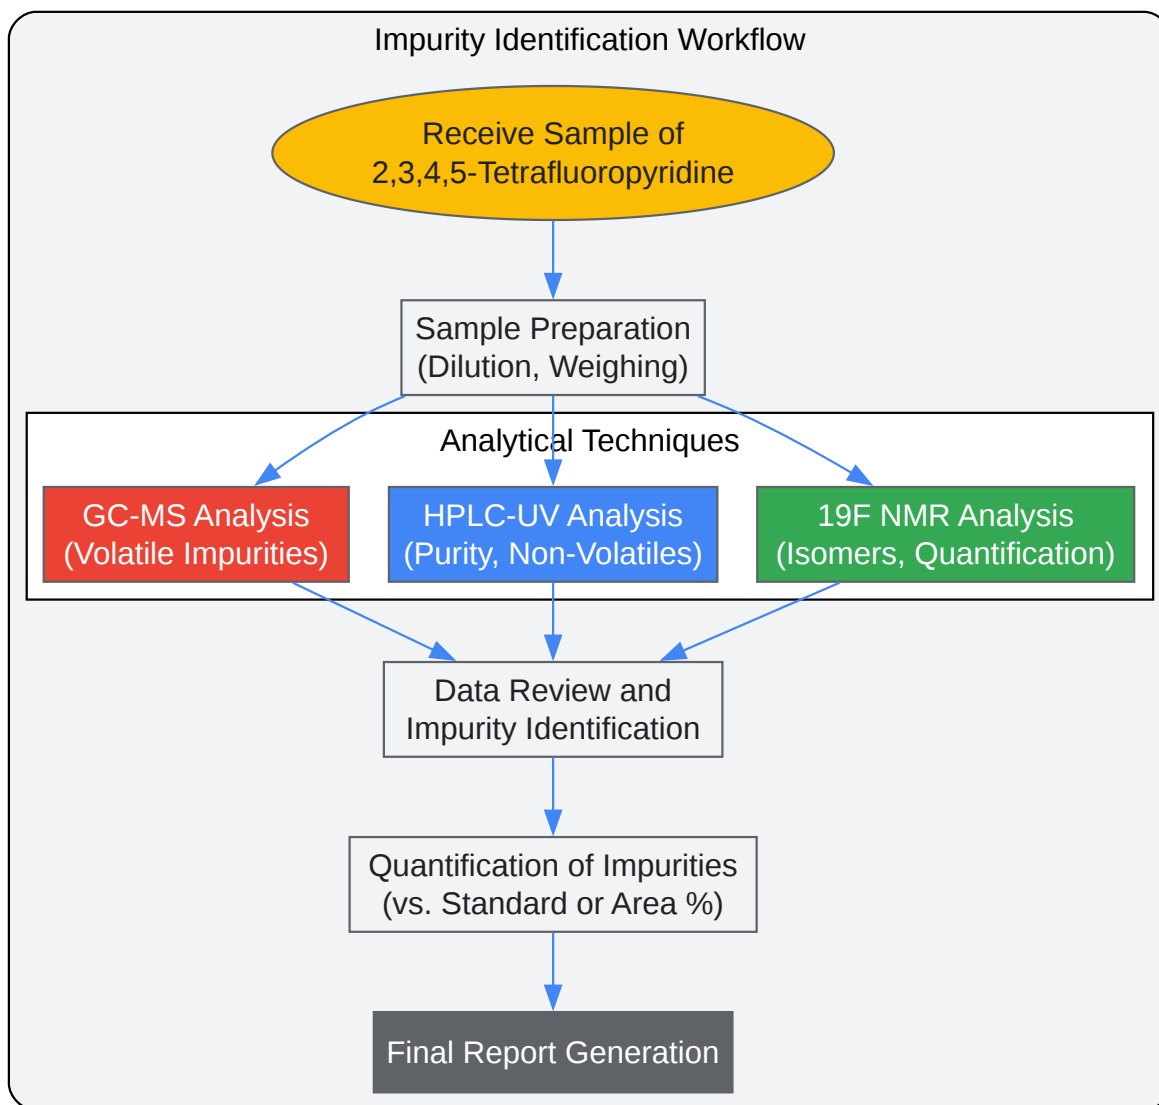 Impurity Identification Workflow
Receive Sample of
2,3,4,5-Tetrafluoropyridine
Sample Preparation
(Dilution, Weighing)
Analytical Techniques
GC-MS Analysis
(Volatile Impurities)
HPLC-UV Analysis
(Purity, Non-Volatiles)
19F NMR Analysis
(Isomers, Quantification)
Data Review and
Impurity Identification
Quantification of Impurities
(vs. Standard or Area %)
Final Report Generation